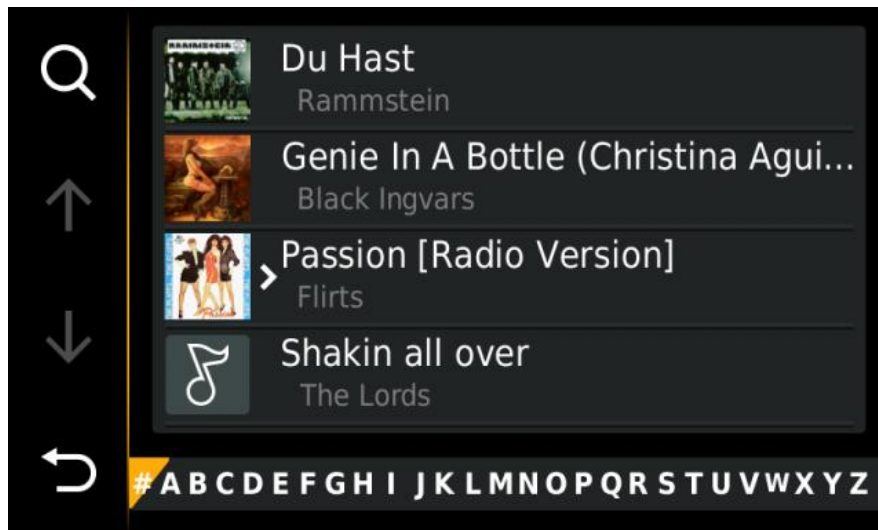 RAMMSTEIN
Du Hast
Rammstein
Genie In A Bottle (Christina Agui...
Black Ingvars
Passion [Radio Version]
Flirts
Shakin all over
The Lords
# A B C D E F G H I J K L M N O P Q R S T U V W X Y Z